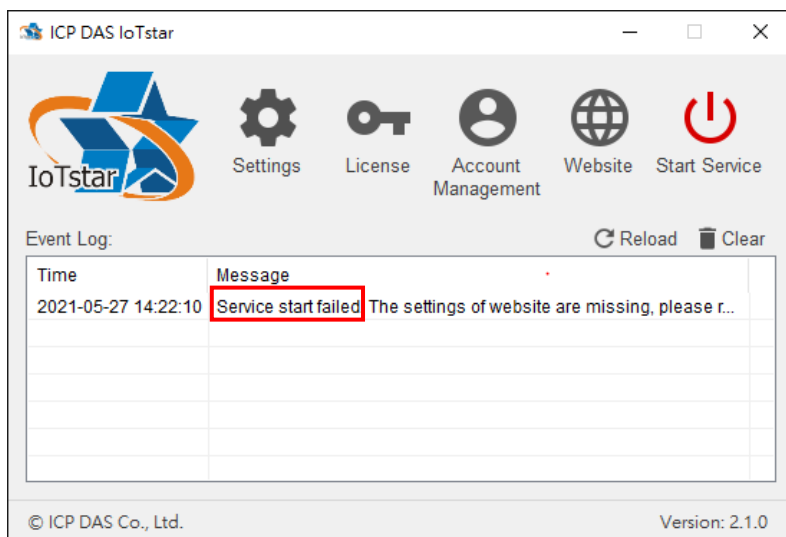 ICP DAS IoTstar
IoTstar
Settings
License
Account
Management
Website
Start Service
Event Log:
Reload
Clear
Time
Message
2021-05-27 14:22:10
Service start failed The settings of website are missing, please r...
© ICP DAS Co., Ltd.
Version: 2.1.0